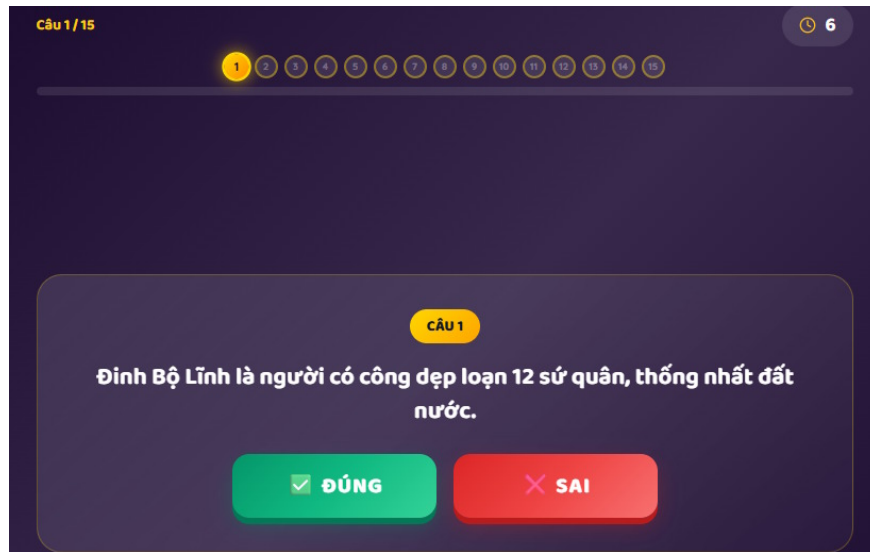 Câu 1/15
6
1 2 3 4 5 6 7 8 9 10 11 12 13 14 15
CÂU 1
Đinh Bộ Lĩnh là người có công dẹp loạn 12 sứ quân, thống nhất đất
nước.
ĐÚNG
SAI